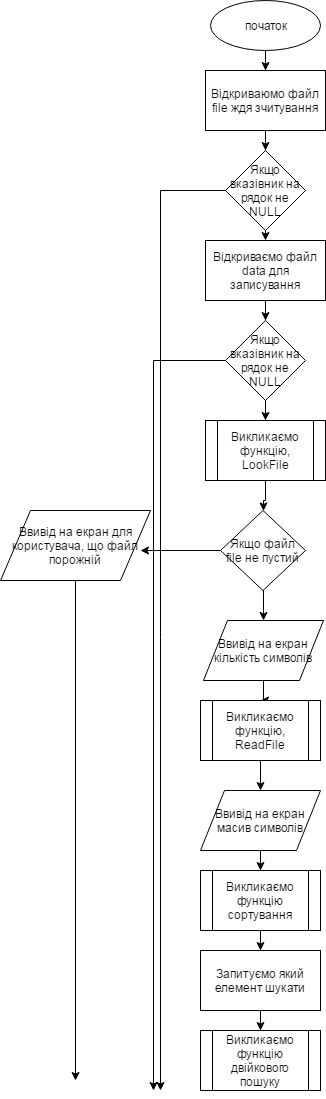 початок
Відкриваюмо файл
file ждя зчитування
Якщо
вказівник на
рядок не
NULL
Відкриваємо файл
data для
записування
Якщо
вказівник на
рядок не
NULL
Викликаємо
функцію,
LookFile
Якщо файл
file не пустий
Ввивід на екран для
користувача, що файл
порожній
Ввивід на екран
кількість символів
Викликаємо
функцію,
ReadFile
Ввивід на екран
масив символів
Викликаємо
функцію
сортування
Запитуємо який
елемент шукати
Викликаємо
функцію
двійкового
пошуку